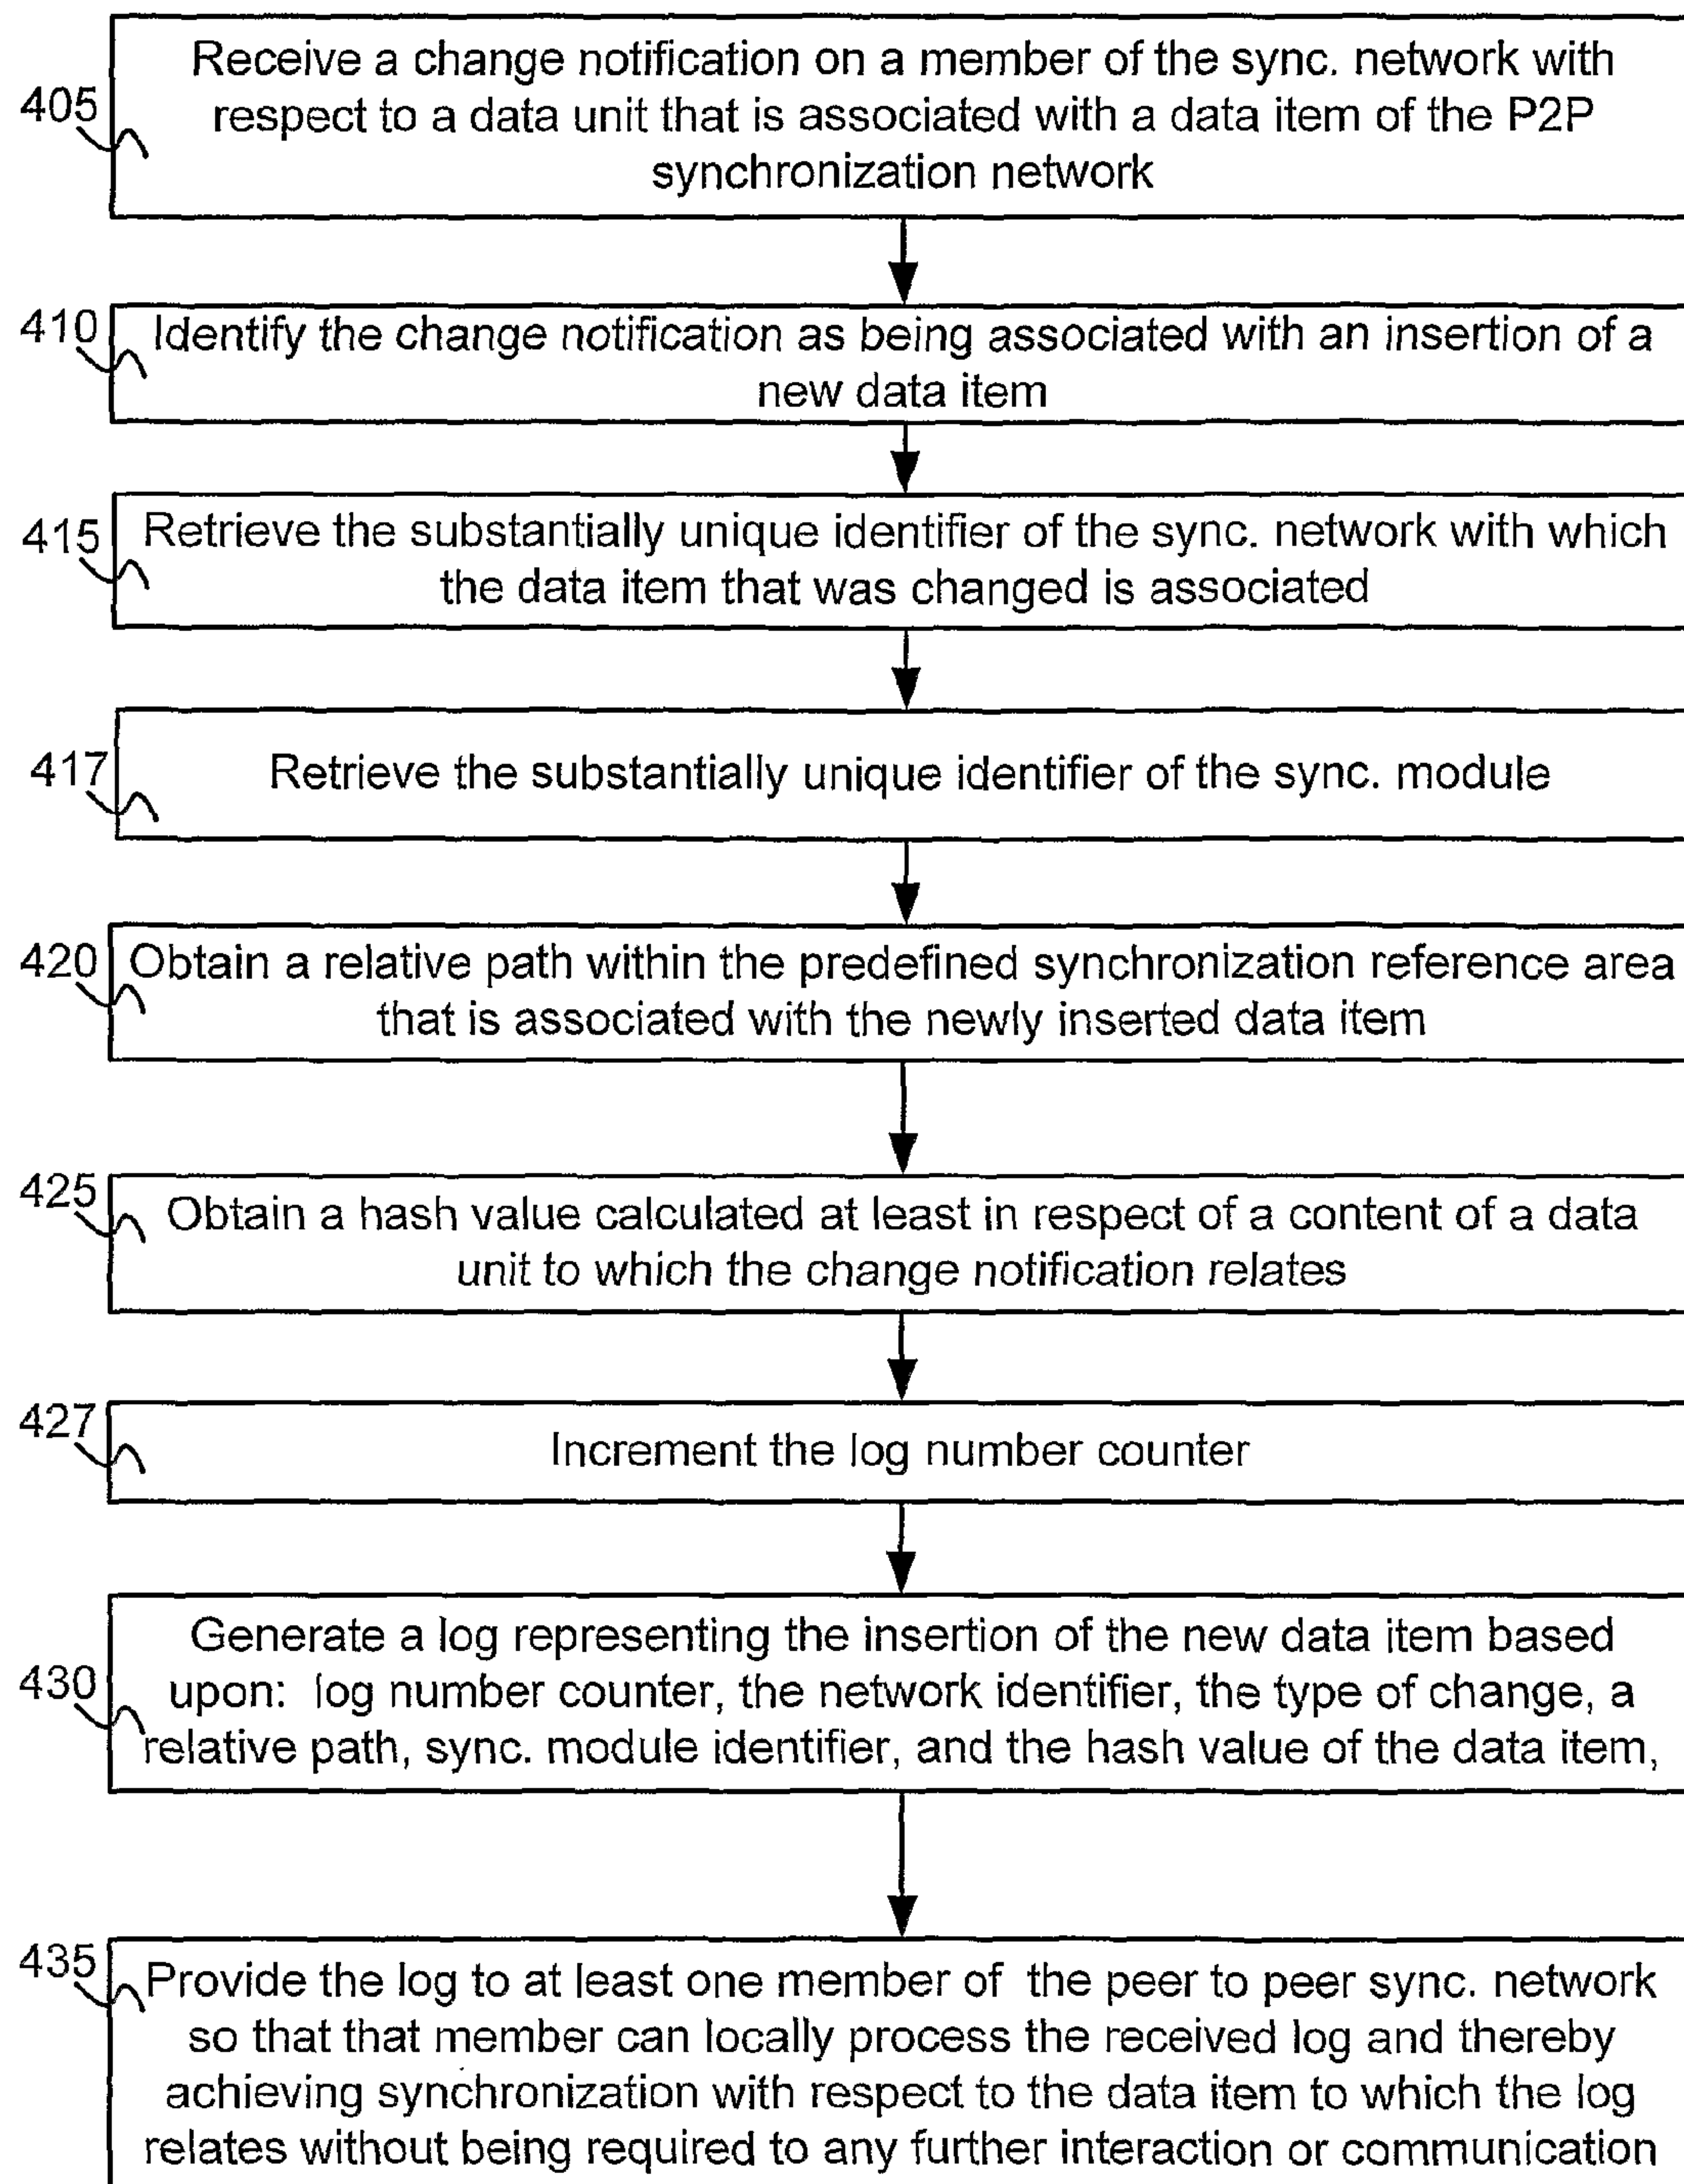 405
Receive a change notification on a member of the sync. network with
respect to a data unit that is associated with a data item of the P2P
synchronization network
410
Identify the change notification as being associated with an insertion of a
new data item
415
Retrieve the substantially unique identifier of the sync. network with which
the data item that was changed is associated
417
Retrieve the substantially unique identifier of the sync. module
420
Obtain a relative path within the predefined synchronization reference area
that is associated with the newly inserted data item
425
Obtain a hash value calculated at least in respect of a content of a data
unit to which the change notification relates
427
Increment the log number counter
430
Generate a log representing the insertion of the new data item based
upon: log number counter, the network identifier, the type of change, a
relative path, sync. module identifier, and the hash value of the data item,
435
Provide the log to at least one member of the peer to peer sync. network
so that that member can locally process the received log and thereby
achieving synchronization with respect to the data item to which the log
relates without being required to any further interaction or communication